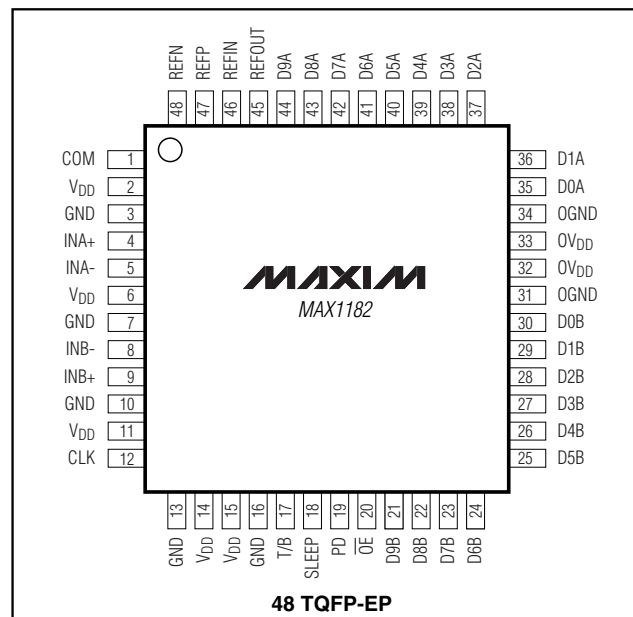 REFN
REFP
REFIN
REFOUT
D9A
D8A
D7A
D6A
D5A
D4A
D3A
D2A
48
47
46
45
44
43
42
41
40
39
38
37
COM 1
VDD 2
GND 3
INA+ 4
INA- 5
VDD 6
GND 7
INB- 8
INB+ 9
GND 10
VDD 11
CLK 12
MAXIM
MAX1182
36 D1A
35 D0A
34 OGND
33 OVDD
32 OVDD
31 OGND
30 D0B
29 D1B
28 D2B
27 D3B
26 D4B
25 D5B
13
14
15
16
17
18
19
20
21
22
23
24
GND
VDD
VDD
GND
T/B
SLEEP
PD
O̅E̅
D9B
D8B
D7B
D6B
48 TQFP-EP